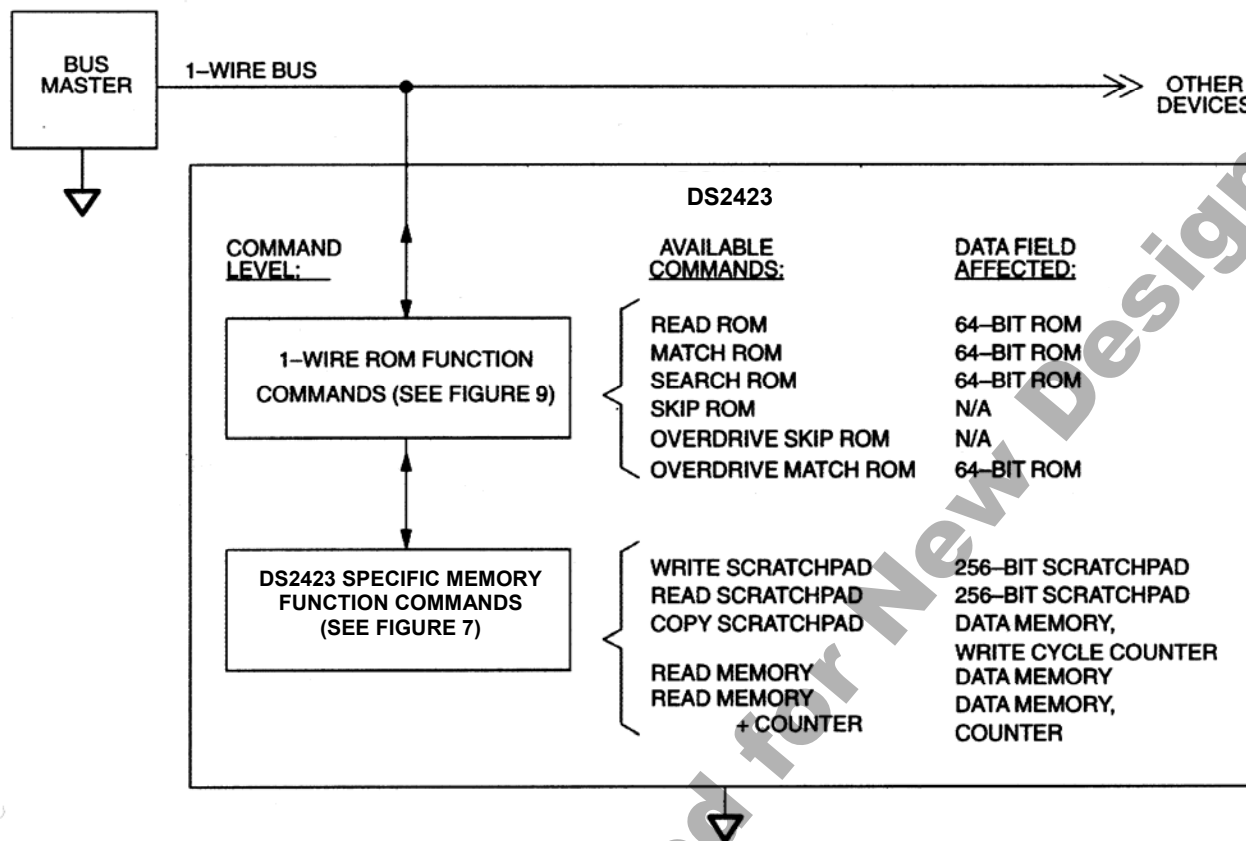 BUS
MASTER
1–WIRE BUS
OTHER
DEVICES
DS2423
COMMAND
LEVEL:
AVAILABLE
COMMANDS:
DATA FIELD
AFFECTED:
1–WIRE ROM FUNCTION
COMMANDS (SEE FIGURE 9)
READ ROM 64–BIT ROM
MATCH ROM 64–BIT ROM
SEARCH ROM 64–BIT ROM
SKIP ROM N/A
OVERDRIVE SKIP ROM N/A
OVERDRIVE MATCH ROM 64–BIT ROM
DS2423 SPECIFIC MEMORY
FUNCTION COMMANDS
(SEE FIGURE 7)
WRITE SCRATCHPAD 256–BIT SCRATCHPAD
READ SCRATCHPAD 256–BIT SCRATCHPAD
COPY SCRATCHPAD DATA MEMORY,
WRITE CYCLE COUNTER
READ MEMORY DATA MEMORY
READ MEMORY DATA MEMORY,
+ COUNTER COUNTER
for New Design